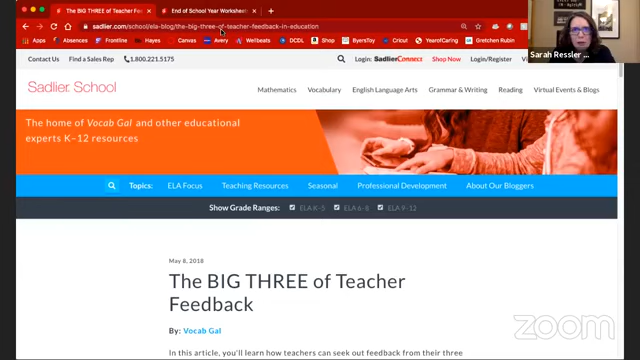 The BIG THREE of Teacher Feedb
End of School Year Worksheets
sadlier.com/school/ela-blog/the-big-three-of-teacher-feedback-in-education
Apps Absences Frontline Hayes Canvas Avery Wellbeats ByersToy Cricut YearofCaring Gretchen Rubin
Sarah Ressler ...
Contact Us Find a Sales Rep 1.800.221.5175 Login: Sadlier Connect Shop Now Login/Register
Sadlier School
Mathematics Vocabulary English Language Arts Grammar & Writing Reading Virtual Events & Blogs
The home of Vocab Gal and other educational
experts K–12 resources
Topics: ELA Focus Teaching Resources Seasonal Professional Development About Our Bloggers
Show Grade Ranges: ELA K-5 ELA 6-8 ELA 9-12
May 8, 2018
The BIG THREE of Teacher
Feedback
By: Vocab Gal
In this article, you'll learn how teachers can seek out feedback from their three
zoom